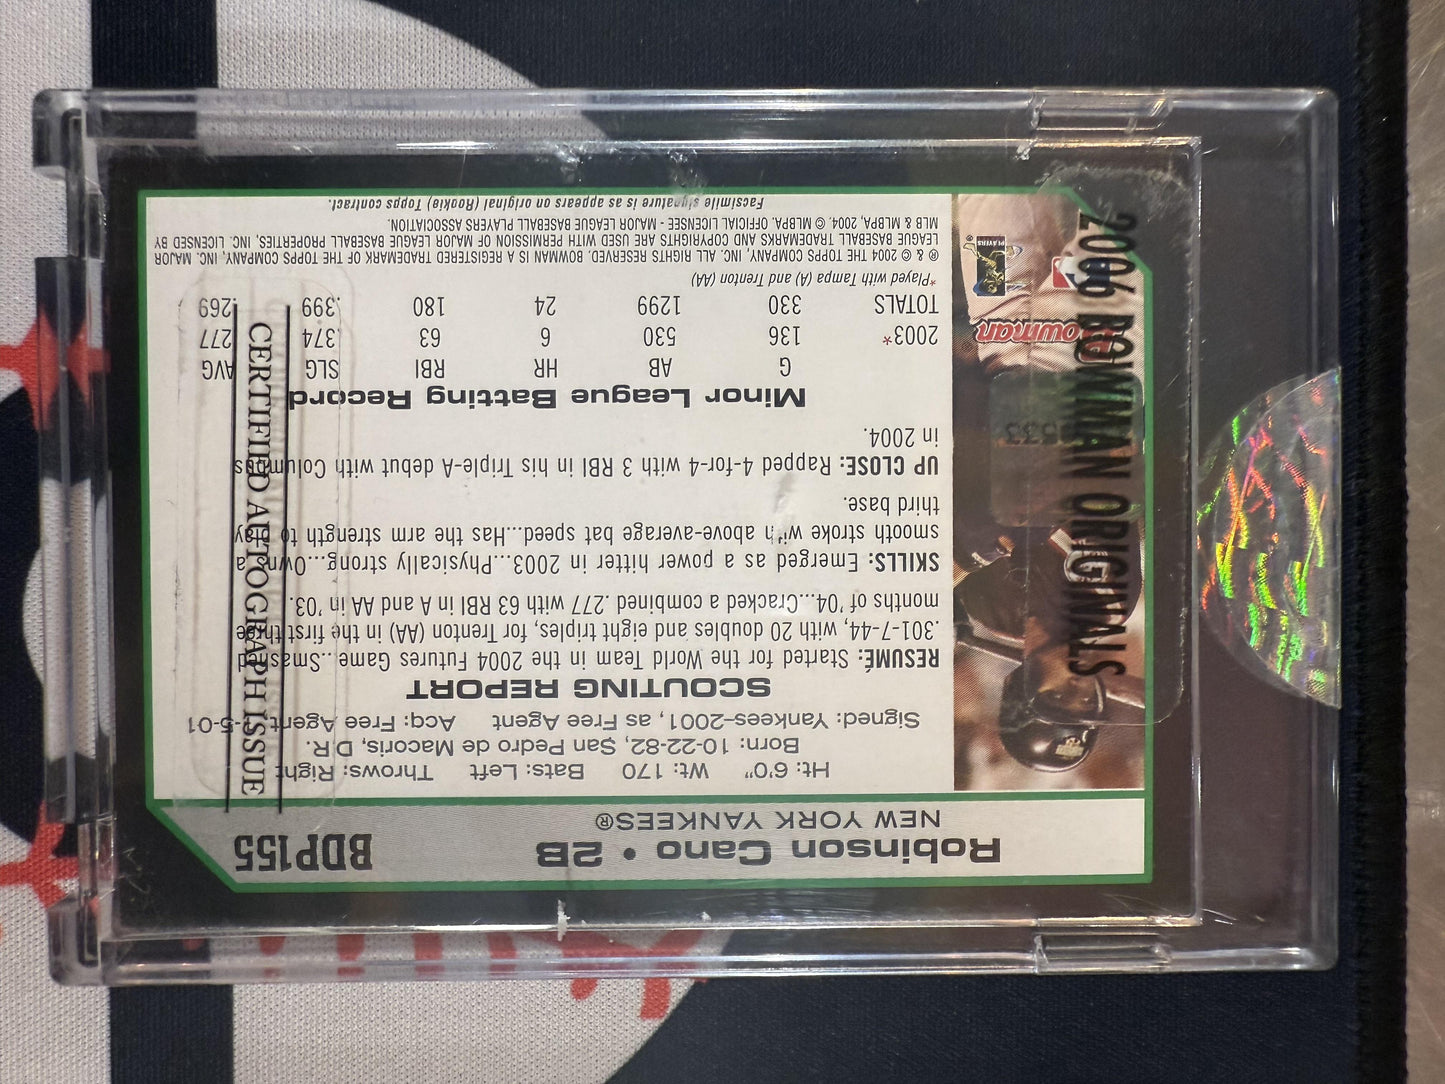 Robinson Cano • 2B
NEW YORK YANKEES®
BDP155
Ht: 6'0" Wt: 170 Bats: Left Throws: Right
Born: 10-22-82, San Pedro de Macoris, D.R.
Signed: Yankees–2001, as Free Agent Acq: Free Agent,
SCOUTING REPORT
RESUMÉ: Started for the World Team in the 2004 Futures Game...Smashed
.301-7-44, with 20 doubles and eight triples, for Trenton (AA) in the first three
months of '04...Cracked a combined .277 with 63 RBI in A and AA in '03.
SKILLS: Emerged as a power hitter in 2003...Physically strong...Owns a
smooth stroke with above-average bat speed...Has the arm strength to play
third base.
UP CLOSE: Rapped 4-for-4 with 3 RBI in his Triple-A debut with Columbus
in 2004.
Minor League Batting Record
G AB HR RBI SLG AVG
2003* 136 530 6 63 .374 .277
TOTALS 330 1299 24 180 .399 .269
*Played with Tampa (A) and Trenton (AA)
® & © 2004 THE TOPPS COMPANY, INC. ALL RIGHTS RESERVED. BOWMAN IS A REGISTERED TRADEMARK OF THE TOPPS COMPANY, INC. MAJOR
LEAGUE BASEBALL TRADEMARKS AND COPYRIGHTS ARE USED WITH PERMISSION OF MAJOR LEAGUE BASEBALL PROPERTIES, INC. LICENSED BY
MLB & MLBPA, 2004. © MLBPA. OFFICIAL LICENSEE - MAJOR LEAGUE BASEBALL PLAYERS ASSOCIATION.
Facsimile signature is as appears on original (Rookie) Topps contract.
PLAYERS
Bowman
2006 BOWMAN ORIGINALS
CERTIFIED AUTOGRAPH ISSUE